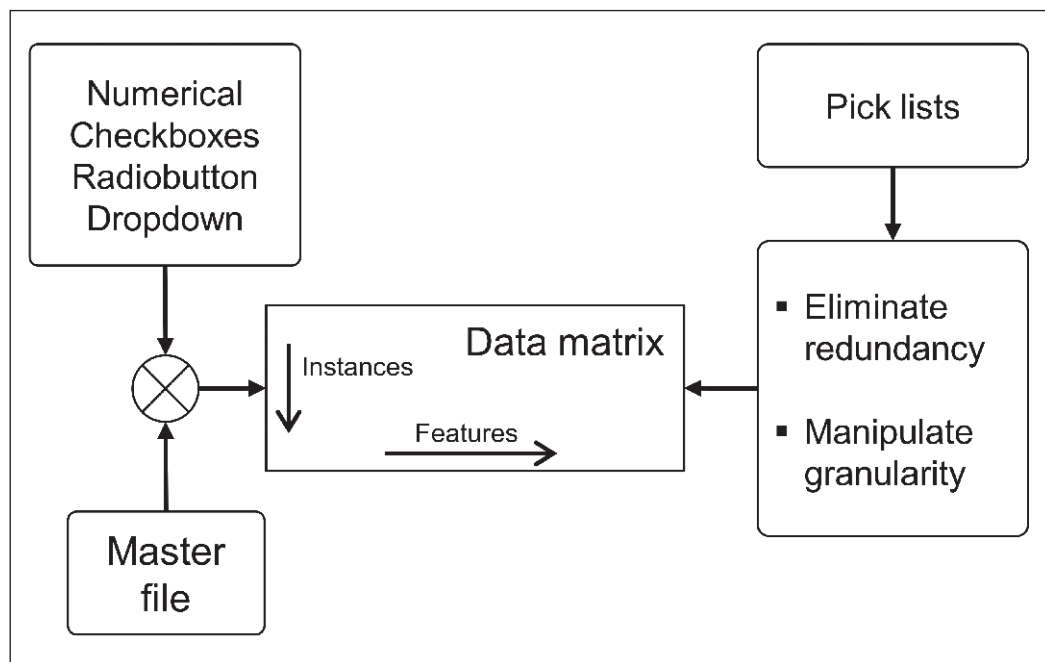 Numerical
Checkboxes
Radiobutton
Dropdown
Pick lists
▪ Eliminate
redundancy
▪ Manipulate
granularity
Data matrix
Instances
Features
Master
file